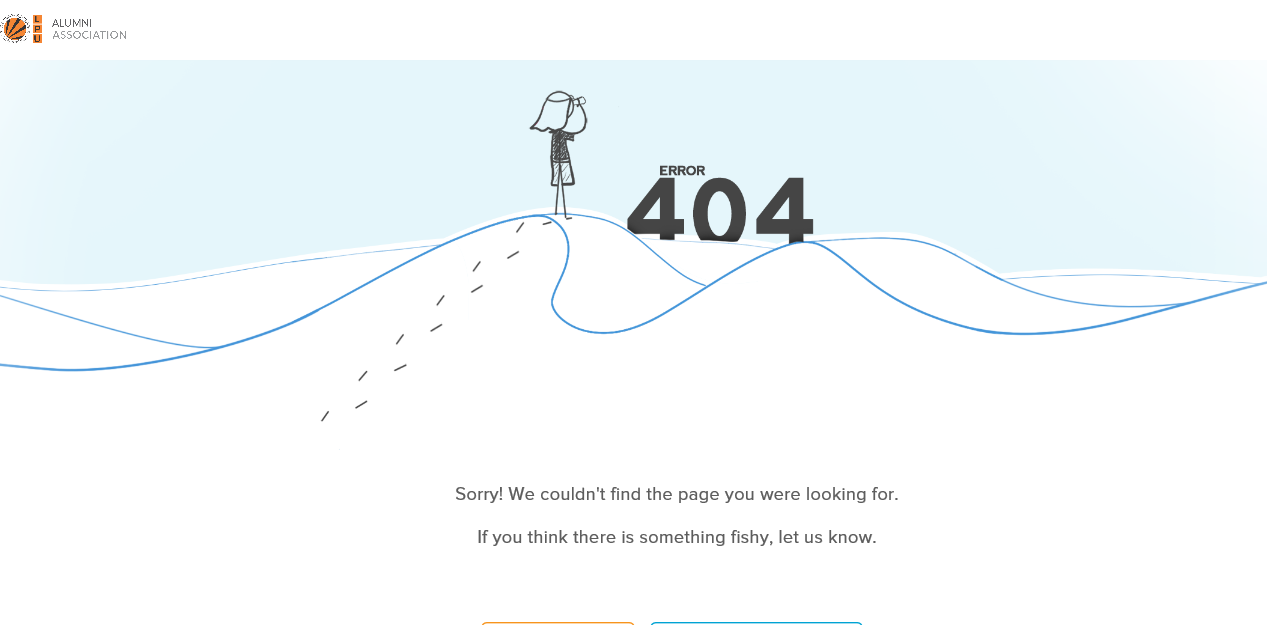 L
P
U
ALUMNI
ASSOCIATION
ERROR
404
Sorry! We couldn't find the page you were looking for.
If you think there is something fishy, let us know.